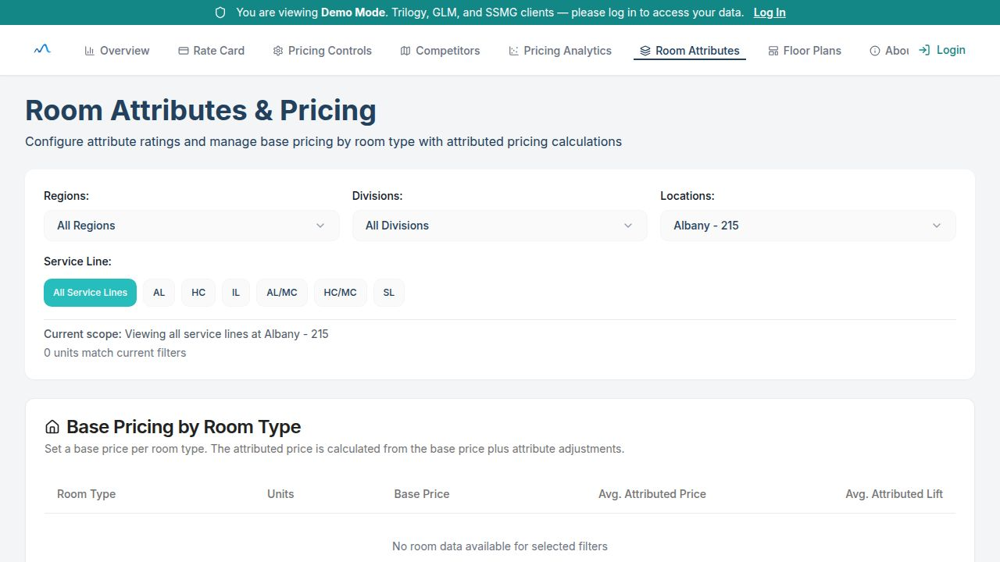 You are viewing Demo Mode. Trilogy, GLM, and SSMG clients — please log in to access your data. Log In
Overview Rate Card Pricing Controls Competitors Pricing Analytics Room Attributes Floor Plans Abou Login
Room Attributes & Pricing
Configure attribute ratings and manage base pricing by room type with attributed pricing calculations
Regions: Divisions: Locations:
All Regions All Divisions Albany - 215
Service Line:
All Service Lines AL HC IL AL/MC HC/MC SL
Current scope: Viewing all service lines at Albany - 215
0 units match current filters
Base Pricing by Room Type
Set a base price per room type. The attributed price is calculated from the base price plus attribute adjustments.
Room Type Units Base Price Avg. Attributed Price Avg. Attributed Lift
No room data available for selected filters